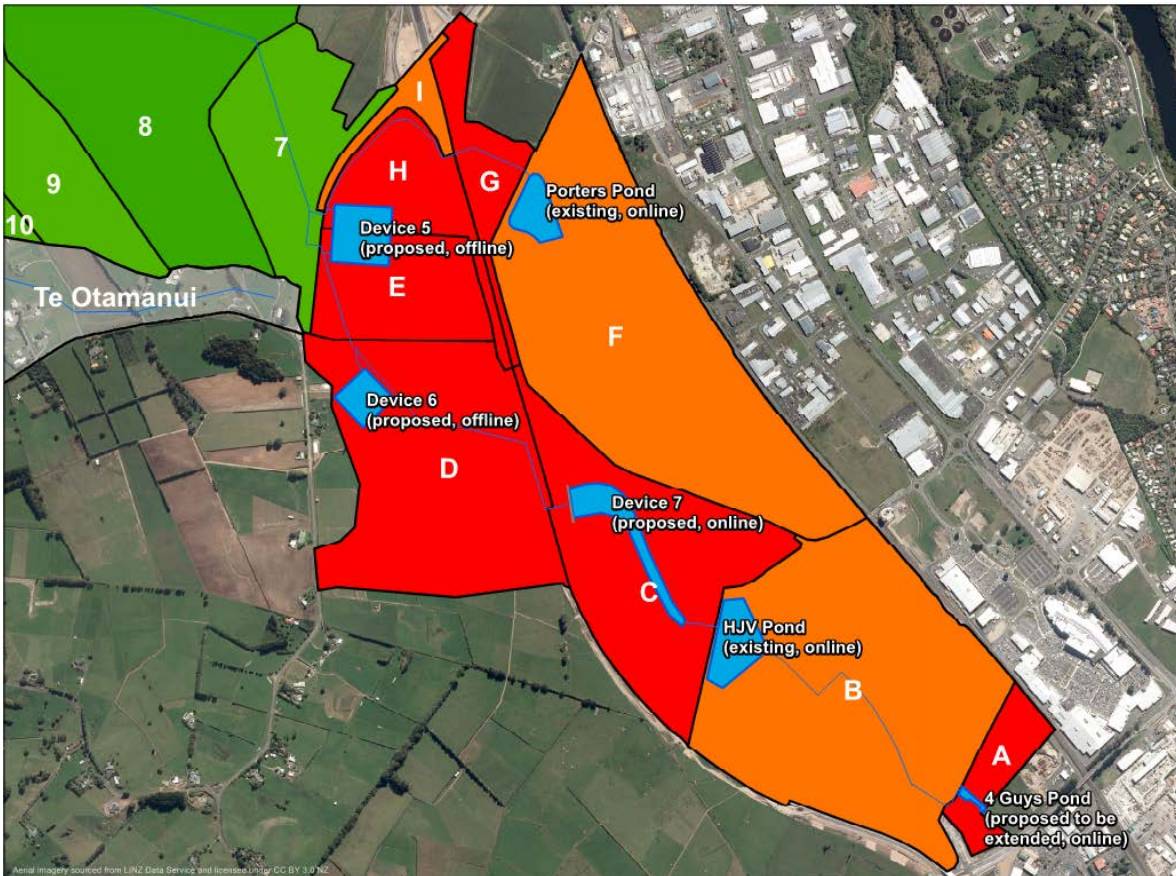 I
8
7
H
G
9
Porters Pond
(existing, online)
10
Device 5
(proposed, offline)
E
Te Otamanui
F
Device 6
(proposed, offline)
D
Device 7
(proposed, online)
C
HJV Pond
(existing, online)
B
A
4 Guys Pond
(proposed to be
extended, online)
Aerial imagery sourced from LINZ Data Service and licensed under CC BY 3.0 NZ